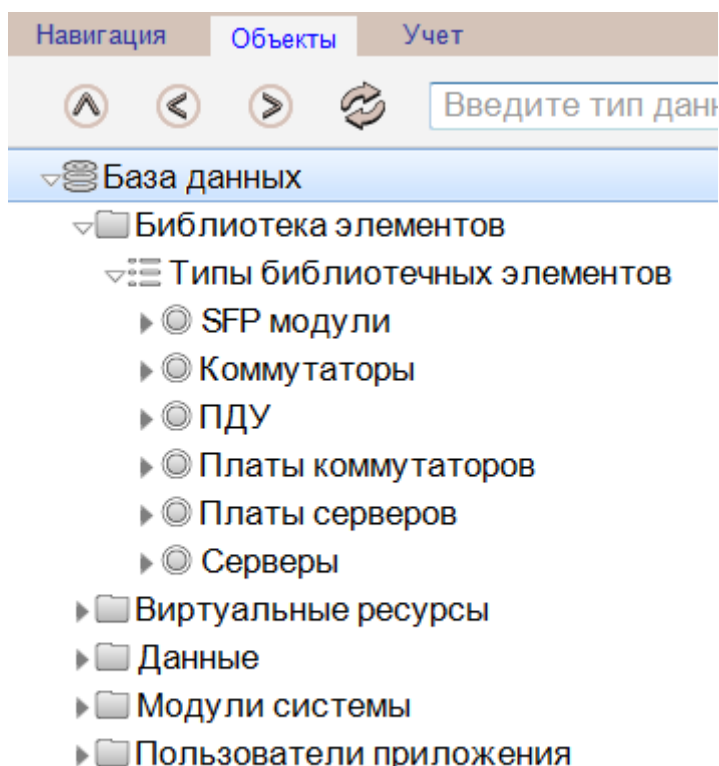 Навигация Объекты Учет
Введите тип
База данных
Библиотека элементов
Типы библиотечных элементов
SFP модули
Коммутаторы
ПДУ
Платы коммутаторов
Платы серверов
Серверы
Виртуальные ресурсы
Данные
Модули системы
Пользователи приложения